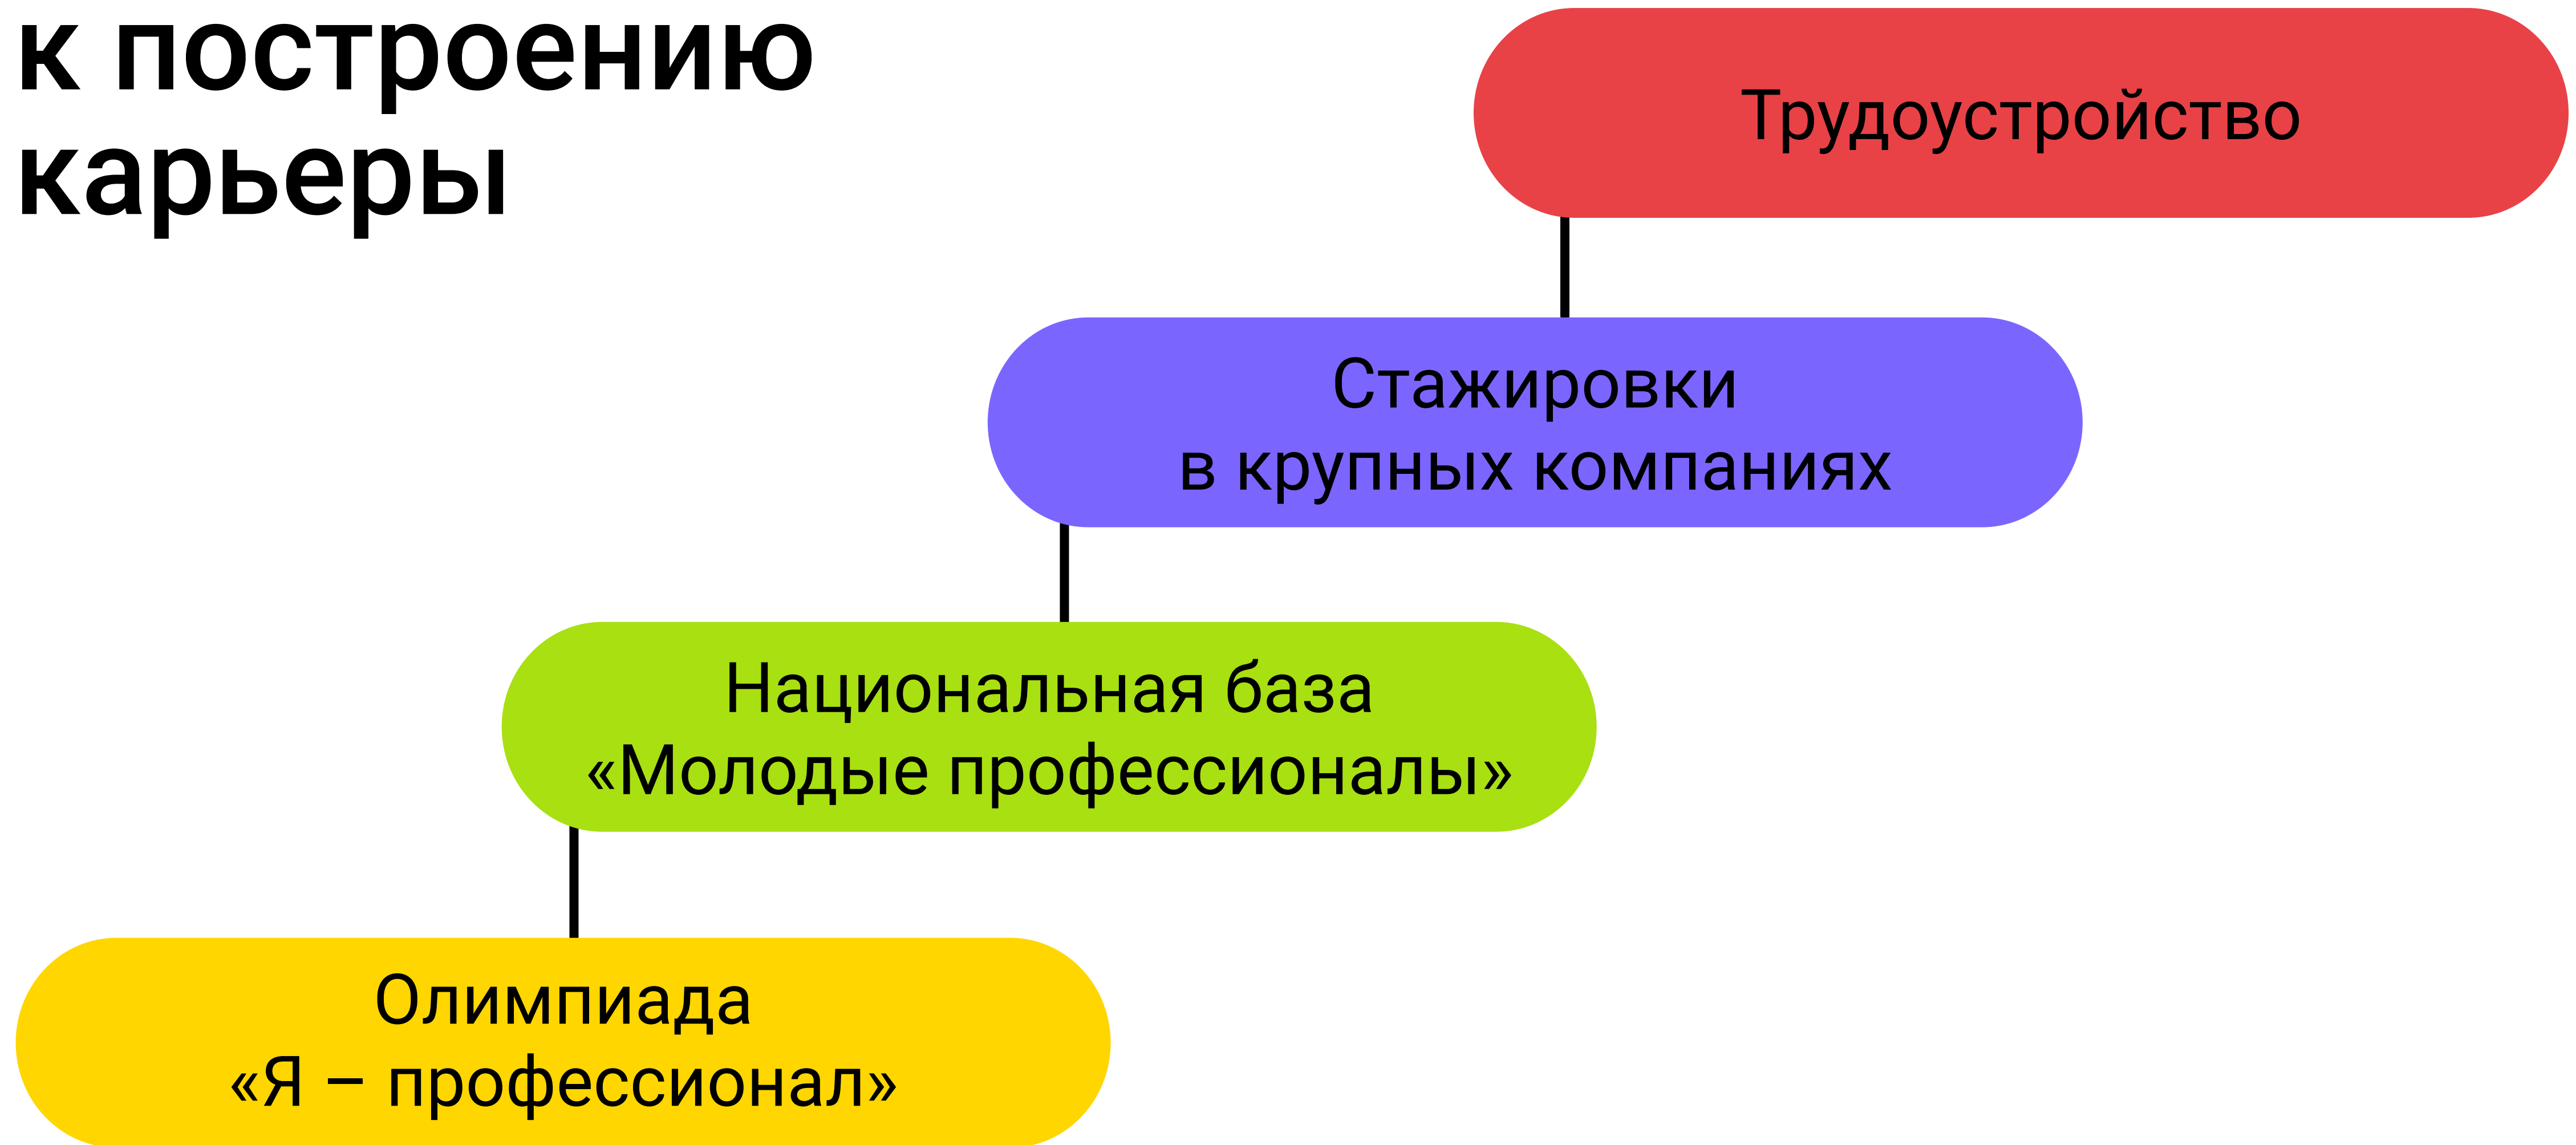 к построению
карьеры
Трудоустройство
Стажировки
в крупных компаниях
Национальная база
«Молодые профессионалы»
Олимпиада
«Я – профессионал»